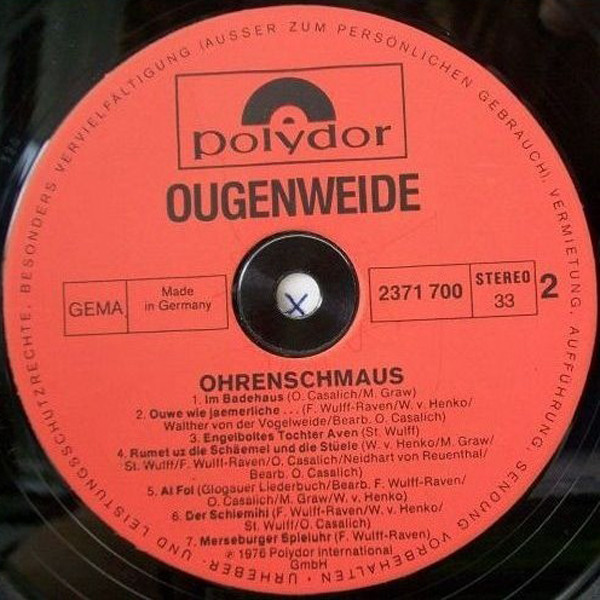 BESONDERS VERVIELFÄLTIGUNG (AUSSER ZUM PERSÖNLICHEN GEBRAUCH), VERMIETUNG, AUFFÜHRUNG, SENDUNG VORBEHALTEN · URHEBER- UND LEISTUNGSSCHUTZRECHTE,
polydor
OUGENWEIDE
GEMA
Made
in Germany
2371 700
STEREO
33
2
X
OHRENSCHMAUS
1. Im Badehaus (O. Casalich/M. Graw)
2. Ouwe wie jaemerliche ... (F. Wulff-Raven/W. v. Henko/
Walther von der Vogelweide/Bearb. O. Casalich)
3. Engelboltes Tochter Aven (St. Wulff)
4. Rumet uz die Schäemel und die Stüele (W. v. Henko/M. Graw/
St. Wulff/F. Wulff-Raven/O. Casalich/Neidhart von Reuenthal/
Bearb. O. Casalich)
5. Al Fol (Glogauer Liederbuch/Bearb. F. Wulff-Raven/
O. Casalich/M. Graw/W. v. Henko)
6. Der Schlemihl (F. Wulff-Raven/W. v. Henko/
St. Wulff/O. Casalich)
7. Merseburger Spieluhr (F. Wulff-Raven)
℗ 1976 Polydor International
GmbH